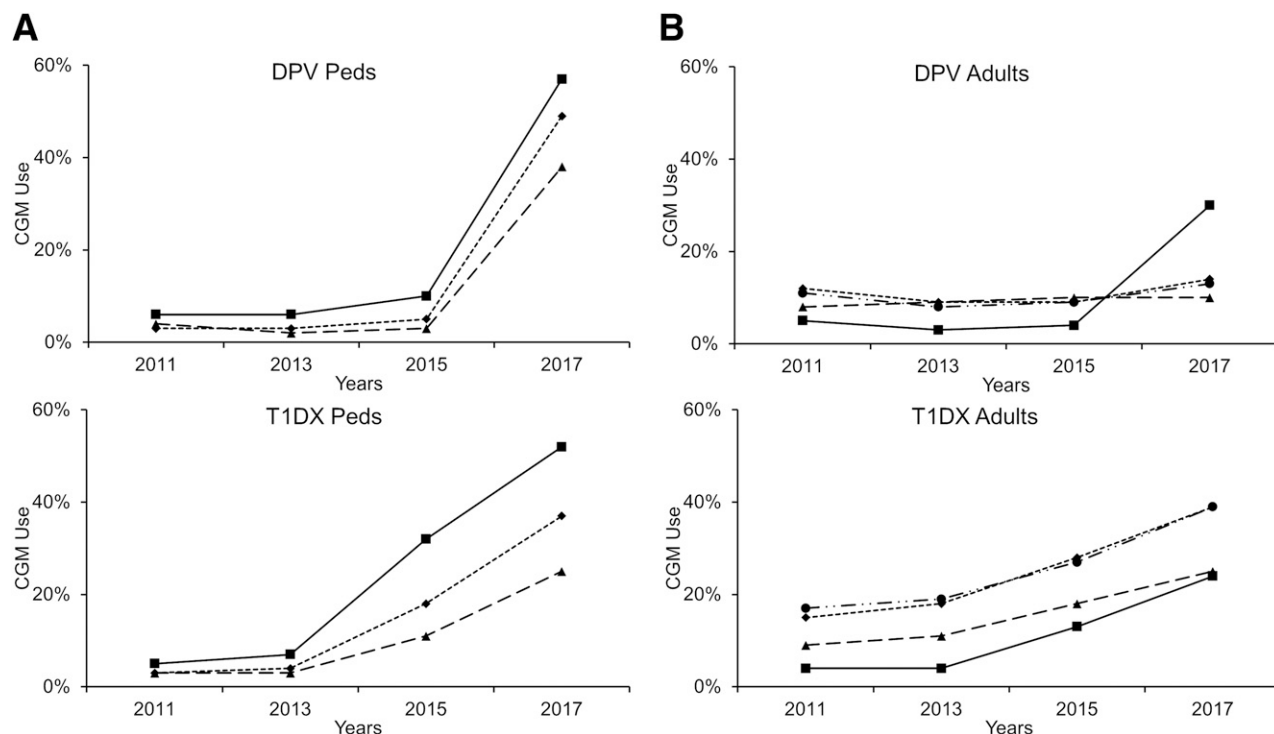 A
DPV Peds
60%
40%
20%
0%
CGM Use
2011 2013 2015 2017
Years
T1DX Peds
60%
40%
20%
0%
CGM Use
2011 2013 2015 2017
Years
B
DPV Adults
60%
40%
20%
0%
CGM Use
2011 2013 2015 2017
Years
T1DX Adults
60%
40%
20%
0%
CGM Use
2011 2013 2015 2017
Years